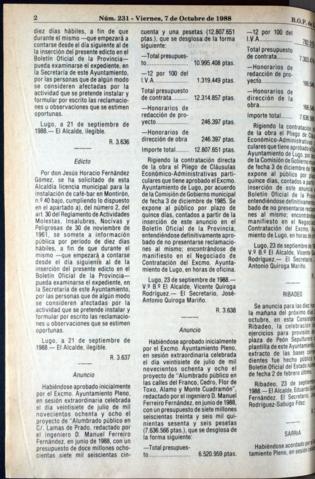 2
Núm. 231 - Viernes, 7 de Octubre de 1988
B.O.P. de
diez días hábiles, a fin de que
durante el mismo —que empezará a
contarse desde el día siguiente al de
la inserción del presente edicto en el
Boletín Oficial de la Provincia—
pueda examinarse el expediente, en
la Secretaría de este Ayuntamiento,
por las personas que de algún modo
se consideren afectadas por la
actividad que se pretende instalar y
formular por escrito las reclamacio-
nes u observaciones que se estimen
oportunas.
Lugo, a 21 de septiembre de
1988.— El Alcalde, ilegible.
R. 3.636
Edicto
Por don Jesús Horacio Fernández
Gómez, se ha solicitado de esta
Alcaldía licencia municipal para la
instalación de café-bar en Montirón,
n.º 40 bajo, cumpliendo lo dispuesto
en el apartado a), del número 2, del
art. 30 del Reglamento de Actividades
Molestas, Insalubres, Nocivas y
Peligrosas de 30 de noviembre de
1961, se somete a información
pública por período de diez días
hábiles, a fin de que durante el
mismo —que empezará a contarse
desde el día siguiente al de la
inserción del presente edicto en el
Boletín Oficial de la Provincia—
pueda examinarse el expediente, en
la Secretaría de este Ayuntamiento,
por las personas que de algún modo
se consideren afectadas por la
actividad que se pretende instalar y
formular por escrito las reclamacio-
nes u observaciones que se estimen
oportunas.
Lugo, a 21 de septiembre de
1988.— El Alcalde, ilegible.
R. 3.637
Anuncio
Habiéndose aprobado inicialmente
por el Excmo. Ayuntamiento Pleno,
en sesión extraordinaria celebrada
el día veintisiete de julio de mil
novecientos ochenta y ocho el
proyecto de "Alumbrado público en
C/. Lamas de Prado, redactado por
el ingeniero D. Manuel Ferreiro
Fernández, en junio de 1988, con un
presupuesto de doce millones ocho-
cientos siete mil seiscientas cin-
cuenta y una pesetas (12.807.651
ptas.), que se desglosa de la forma
siguiente:
—Total presupues-
to 10.995.408 ptas.
—12 por 100 del
I.V.A 1.319.449 ptas.
Total presupuesto
de contrata 12.314.857 ptas.
—Honorarios de
redacción de pro-
yecto 246.397 ptas.
—Honorarios de
dirección de obra 246.397 ptas.
Importe total 12.807.651 ptas.
Regirán la contratación directa
de la obra el Pliego de Cláusulas
Económico-Administrativas parti-
culares que tiene aprobado el Excmo.
Ayuntamiento de Lugo, por acuerdo
de la Comisión de Gobierno municipal
de fecha 3 de diciembre de 1985. Se
expone al público por plazo de
quince días, contados a partir de la
inserción de este anuncio en el
Boletín Oficial de la Provincia,
entendiéndose definitivamente apro-
bado de no presentarse reclamacio-
nes al mismo; encontrándose de
manifiesto en el Negociado de
Contratación del Excmo. Ayunta-
miento de Lugo, en horas de oficina.
Lugo, 23 de septiembre de 1988.—
V.º B.º El Alcalde, Vicente Quiroga
Rodríguez.— El Secretario, José-
Antonio Quiroga Mariño.
R. 3.638
Anuncio
Habiéndose aprobado inicialmente
por el Excmo. Ayuntamiento Pleno,
en sesión extraordinaria celebrada
el día veintisiete de julio de mil
novecientos ochenta y ocho el
proyecto de "Alumbrado público en
las calles del Franco, Cedro, Flor de
Toxo, Alamo y Monte Cuadramón",
redactado por el ingeniero D. Manuel
Ferreiro Fernández, en junio de 1988,
con un presupuesto de siete millones
seiscientas treinta y seis mil qui-
nientas sesenta y seis pesetas
(7.636.566 ptas.), que se desglosa de
la forma siguiente:
—Total presupues-
to 6.520.959 ptas.
—12 por 100 del
I.V.A
Total presupuesto
de contrata
—Honorarios de
redacción de pro-
yecto
—Honorarios de
dirección de obra
Importe total
Regirán la contratación
de la obra el Pliego de
Económico-Administrativas
Ayuntamiento de Lugo, por
de la Comisión de Gobierno
de fecha 3 de diciembre de
expone al público por
quince días, contados a
inserción de este
Boletín Oficial de la
entendiéndose definitivamente
bado de no presentarse
nes al mismo; encontrándose
manifiesto en el
Contratación del Excmo.
miento de Lugo, en horas
Lugo, 23 de septiembre
V.º B.º El Alcalde, Vicente
Rodríguez.— El Secretario,
Antonio Quiroga Mariño.
RIBADEO
Se anuncia para las diez
la mañana del próximo día
octubre, en esta Comisaría
Ribadeo, la celebración
ejercicios para proveer
plaza de Peón Sepulturero
plantilla de este Ayuntamiento
extracto de las bases
dientes fue hecho público
Boletín Oficial del Estado
fecha 2 de febrero
Ribadeo, 23 de septiembre
1988.— El Alcalde, Eduardo
Fernández. El Secretario,
Rodríguez-Sabugo Fdez.
SARRIA
Habiéndose acordado por
tamiento Pleno, en sesión